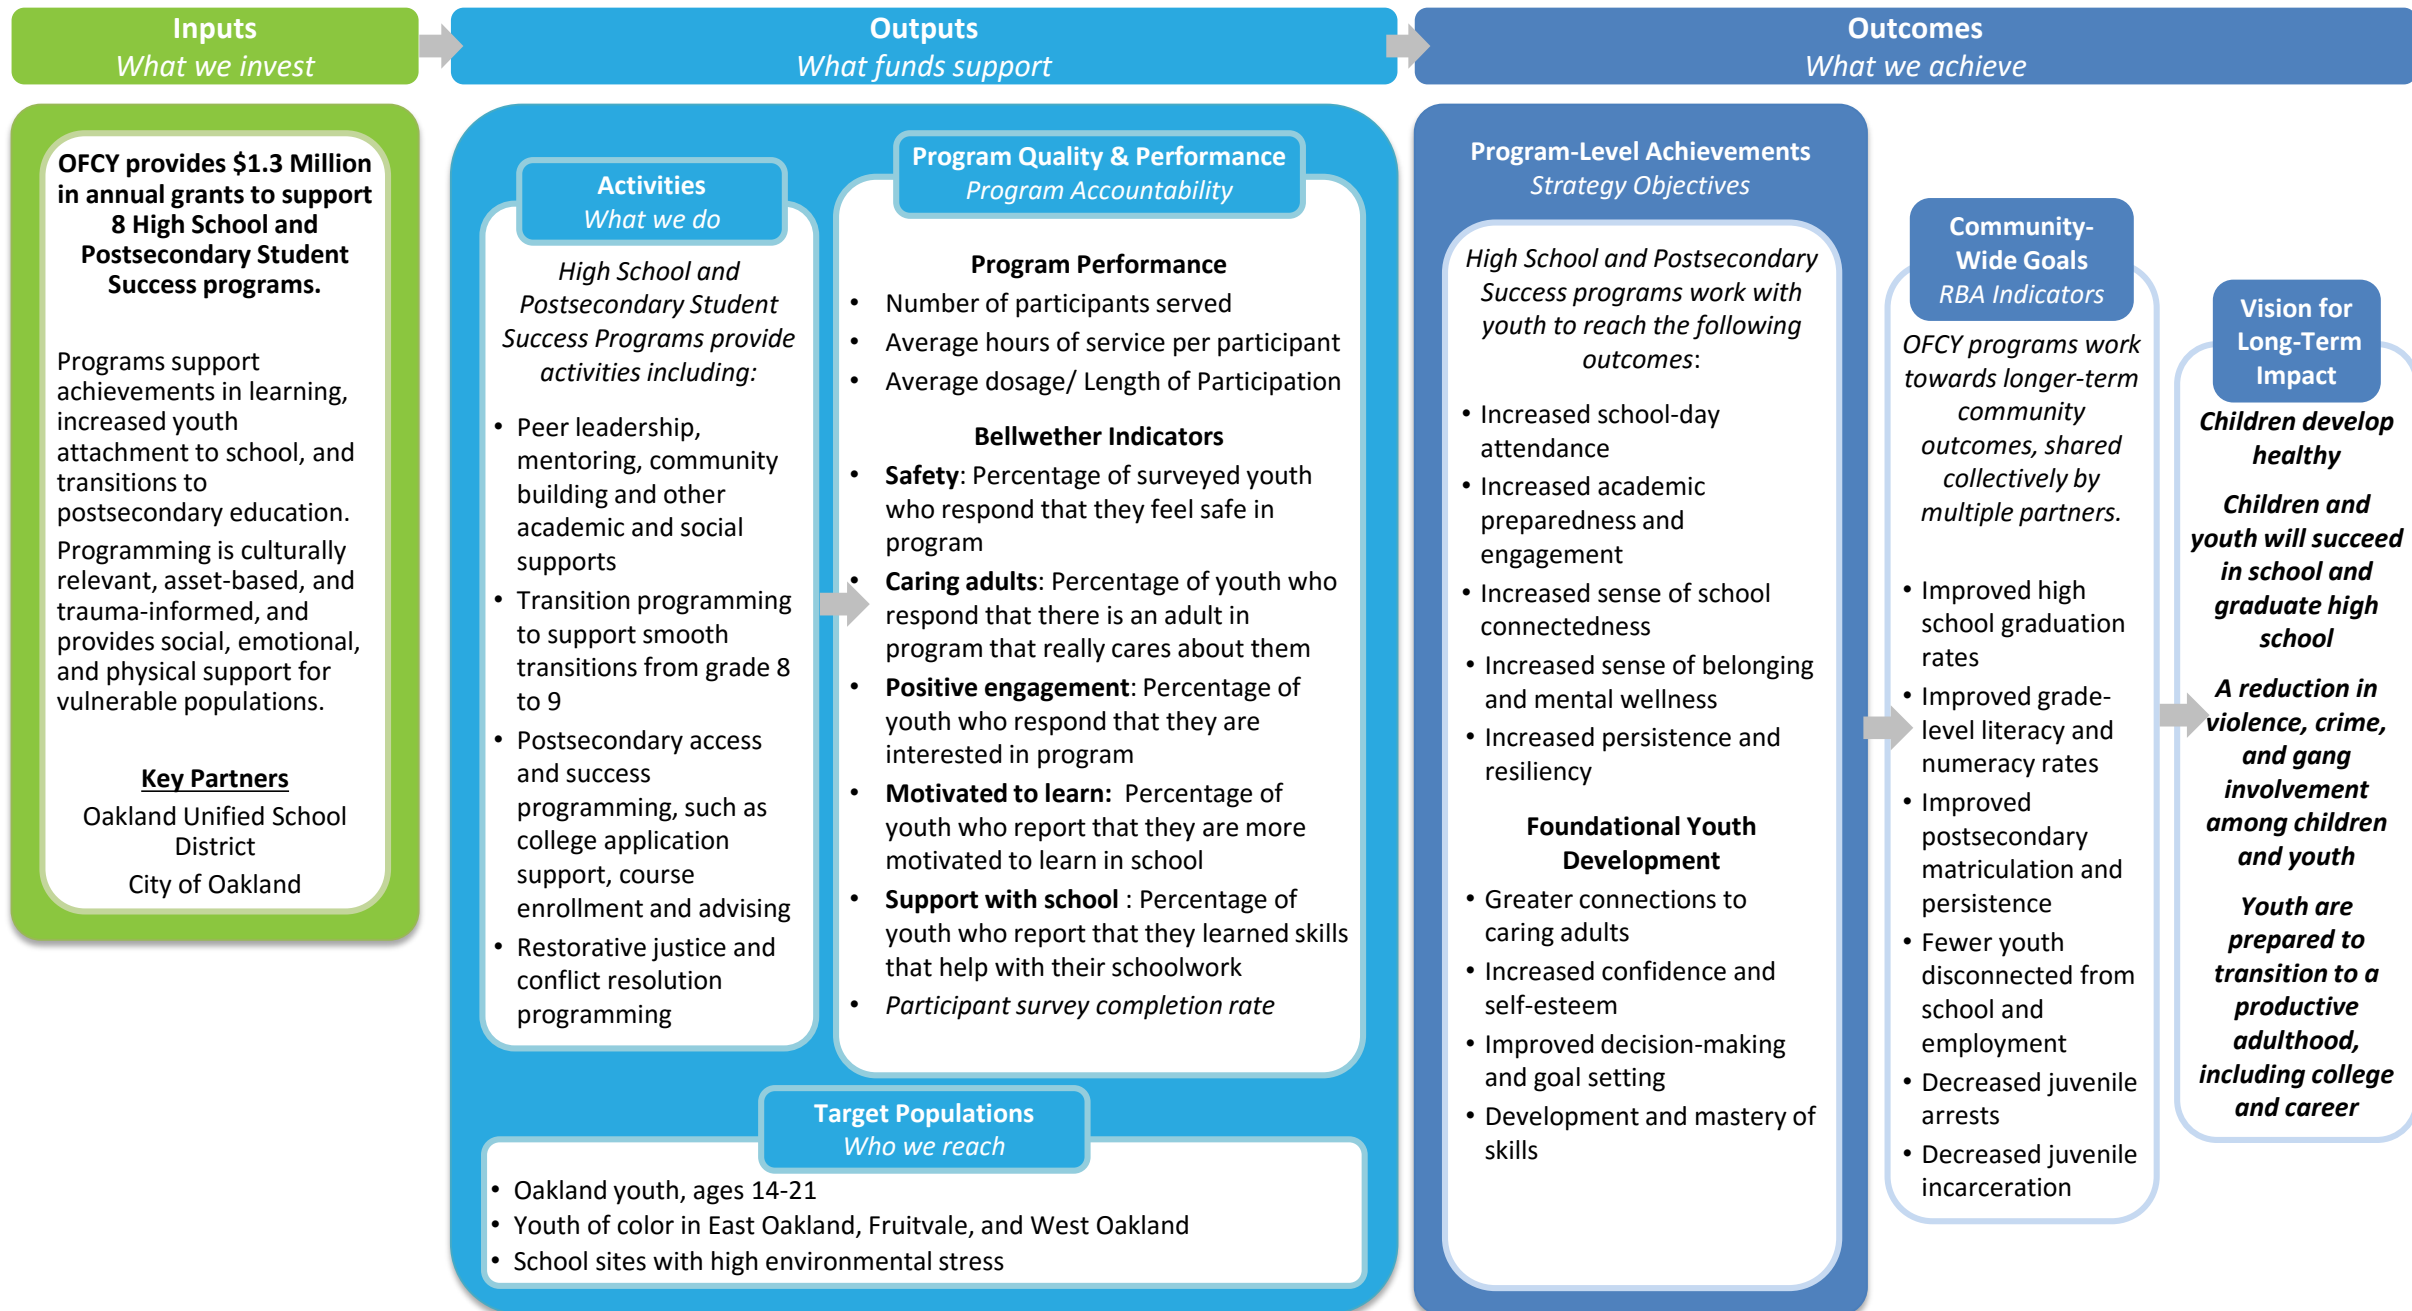 Inputs
What we invest
Outputs
What funds support
Outcomes
What we achieve
OFCY provides $1.3 Million
in annual grants to support
8 High School and
Postsecondary Student
Success programs.
Programs support
achievements in learning,
increased youth
attachment to school, and
transitions to
postsecondary education.
Programming is culturally
relevant, asset-based, and
trauma-informed, and
provides social, emotional,
and physical support for
vulnerable populations.
Key Partners
Oakland Unified School
District
City of Oakland
Activities
What we do
High School and
Postsecondary Student
Success Programs provide
activities including:
• Peer leadership,
mentoring, community
building and other
academic and social
supports
• Transition programming
to support smooth
transitions from grade 8
to 9
• Postsecondary access
and success
programming, such as
college application
support, course
enrollment and advising
• Restorative justice and
conflict resolution
programming
Program Quality & Performance
Program Accountability
Program Performance
• Number of participants served
• Average hours of service per participant
• Average dosage/ Length of Participation
Bellwether Indicators
• Safety: Percentage of surveyed youth
who respond that they feel safe in
program
• Caring adults: Percentage of youth who
respond that there is an adult in
program that really cares about them
• Positive engagement: Percentage of
youth who respond that they are
interested in program
• Motivated to learn: Percentage of
youth who report that they are more
motivated to learn in school
• Support with school : Percentage of
youth who report that they learned skills
that help with their schoolwork
• Participant survey completion rate
Target Populations
Who we reach
• Oakland youth, ages 14-21
• Youth of color in East Oakland, Fruitvale, and West Oakland
• School sites with high environmental stress
Program-Level Achievements
Strategy Objectives
High School and Postsecondary
Success programs work with
youth to reach the following
outcomes:
• Increased school-day
attendance
• Increased academic
preparedness and
engagement
• Increased sense of school
connectedness
• Increased sense of belonging
and mental wellness
• Increased persistence and
resiliency
Foundational Youth
Development
• Greater connections to
caring adults
• Increased confidence and
self-esteem
• Improved decision-making
and goal setting
• Development and mastery of
skills
Community-
Wide Goals
RBA Indicators
OFCY programs work
towards longer-term
community
outcomes, shared
collectively by
multiple partners.
• Improved high
school graduation
rates
• Improved grade-
level literacy and
numeracy rates
• Improved
postsecondary
matriculation and
persistence
• Fewer youth
disconnected from
school and
employment
• Decreased juvenile
arrests
• Decreased juvenile
incarceration
Vision for
Long-Term
Impact
Children develop
healthy
Children and
youth will succeed
in school and
graduate high
school
A reduction in
violence, crime,
and gang
involvement
among children
and youth
Youth are
prepared to
transition to a
productive
adulthood,
including college
and career